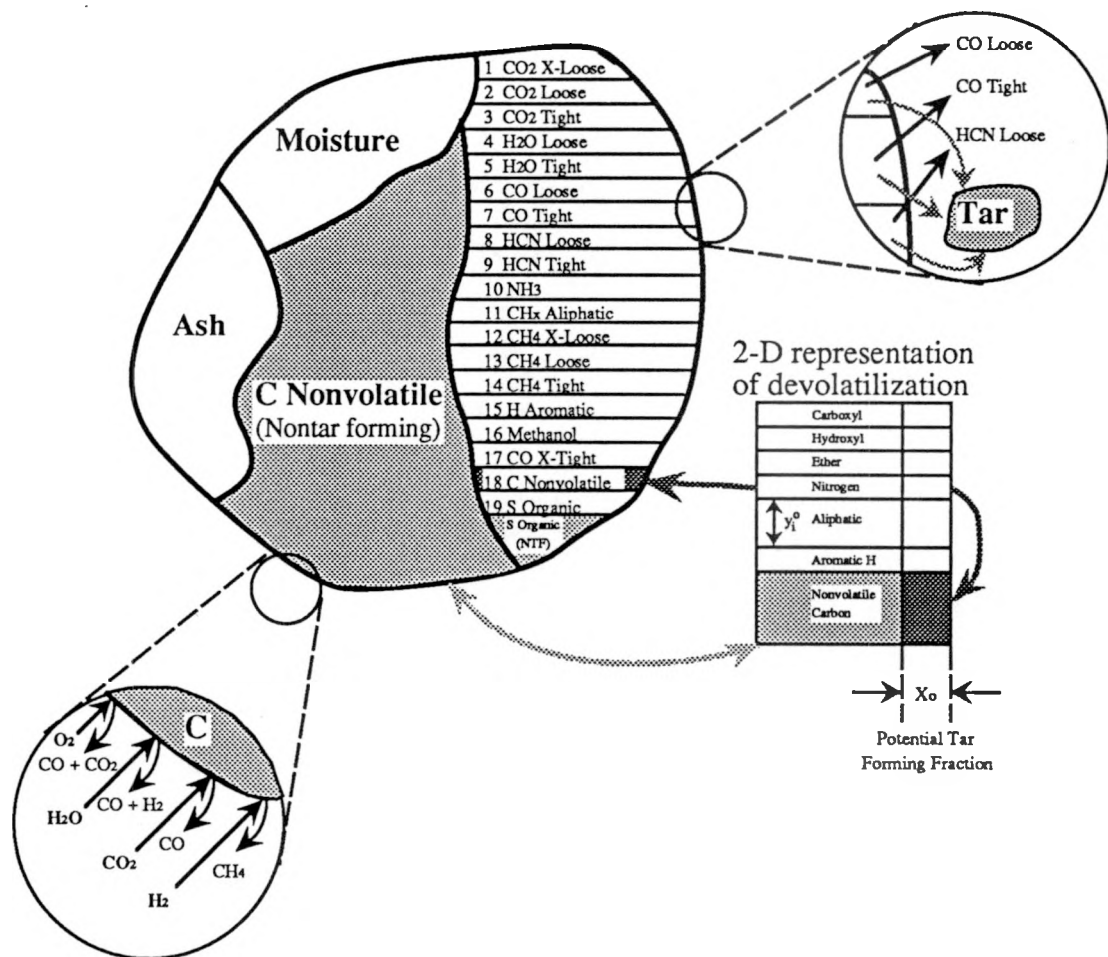 Moisture
Ash
C Nonvolatile
(Nontar forming)
1 CO2 X-Loose
2 CO2 Loose
3 CO2 Tight
4 H2O Loose
5 H2O Tight
6 CO Loose
7 CO Tight
8 HCN Loose
9 HCN Tight
10 NH3
11 CHx Aliphatic
12 CH4 X-Loose
13 CH4 Loose
14 CH4 Tight
15 H Aromatic
16 Methanol
17 CO X-Tight
18 C Nonvolatile
19 S Organic
S Organic
(NTF)
CO Loose
CO Tight
HCN Loose
Tar
2-D representation
of devolatilization
Carboxyl
Hydroxyl
Ether
Nitrogen
yi° Aliphatic
Aromatic H
Nonvolatile
Carbon
Xo
Potential Tar
Forming Fraction
C
O2
CO + CO2
H2O
CO + H2
CO2
CO
H2
CH4